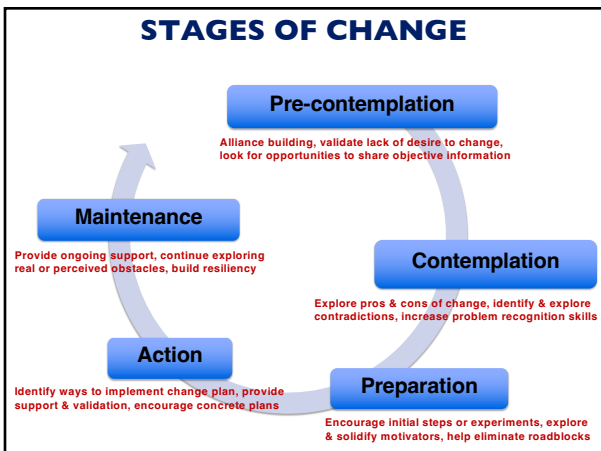 STAGES OF CHANGE
Pre-contemplation
Alliance building, validate lack of desire to change,
look for opportunities to share objective information
Contemplation
Explore pros & cons of change, identify & explore
contradictions, increase problem recognition skills
Preparation
Encourage initial steps or experiments, explore
& solidify motivators, help eliminate roadblocks
Action
Identify ways to implement change plan, provide
support & validation, encourage concrete plans
Maintenance
Provide ongoing support, continue exploring
real or perceived obstacles, build resiliency